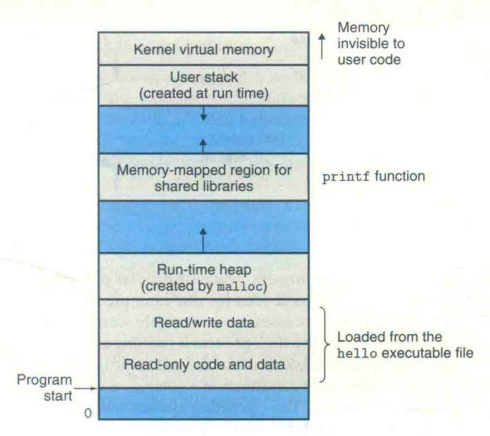 Memory
invisible to
user code
Kernel virtual memory
User stack
(created at run time)
Memory-mapped region for
shared libraries
printf function
Run-time heap
(created by malloc)
Read/write data
Loaded from the
hello executable file
Read-only code and data
Program
start
0